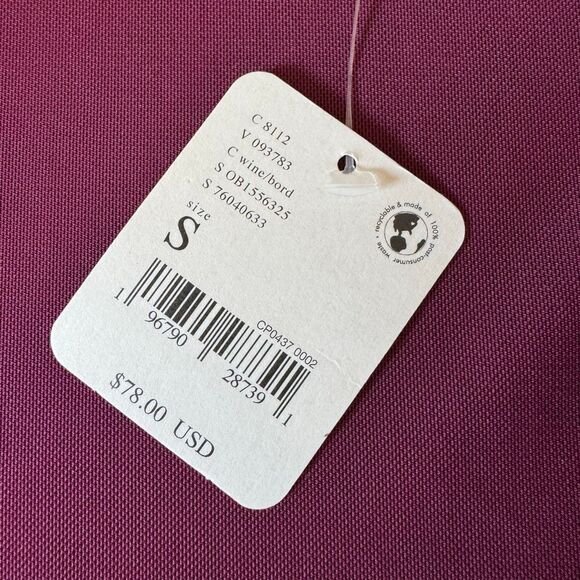 C 8112
V 093783
C wine/bord
S OB1556325
S 76040633
size
S
• recyclable & made of 100% post-consumer waste
CP0437 0002
1 96790 28739 1
$78.00 USD